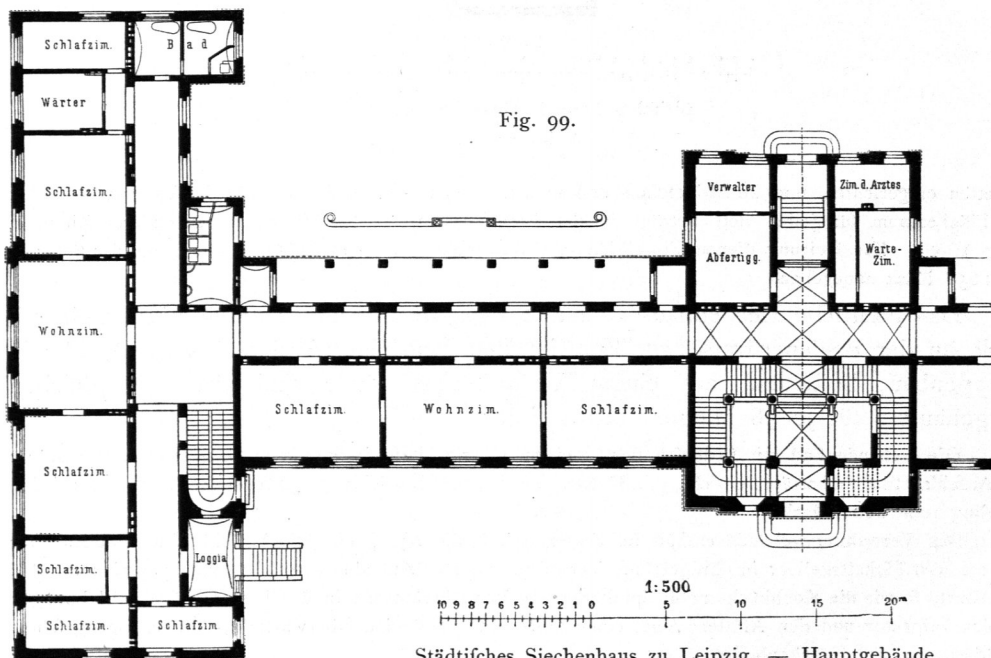 Schlafzim.
Bad
Wärter
Fig. 99.
Schlafzim.
Verwalter
Zim. d. Arztes
Abfertigg.
Warte-
Zim.
Wohnzim.
Schlafzim.
Wohnzim.
Schlafzim.
Schlafzim.
Schlafzim.
Loggia
Schlafzim.
Schlafzim.
1:500
10 9 8 7 6 5 4 3 2 1 0 5 10 15 20m
Städtiſches Siechenhaus zu Leipzig. — Hauptgebäude.